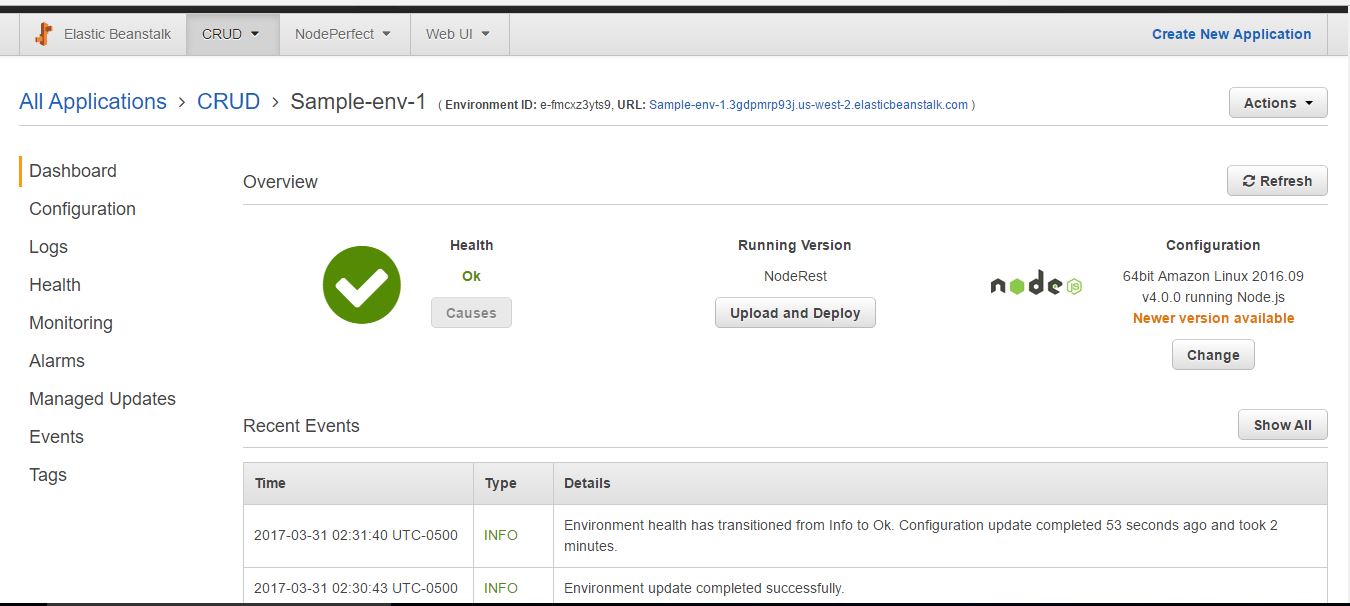 Elastic Beanstalk CRUD NodePerfect Web UI Create New Application
All Applications > CRUD > Sample-env-1 ( Environment ID: e-fmcxz3yts9, URL: Sample-env-1.3gdpmrp93j.us-west-2.elasticbeanstalk.com )
Actions
Dashboard
Configuration
Logs
Health
Monitoring
Alarms
Managed Updates
Events
Tags
Overview
Refresh
Health
Ok
Causes
Running Version
NodeRest
Upload and Deploy
node
JS
Configuration
64bit Amazon Linux 2016.09
v4.0.0 running Node.js
Newer version available
Change
Recent Events
Show All
Time Type Details
2017-03-31 02:31:40 UTC-0500 INFO Environment health has transitioned from Info to Ok. Configuration update completed 53 seconds ago and took 2
minutes.
2017-03-31 02:30:43 UTC-0500 INFO Environment update completed successfully.